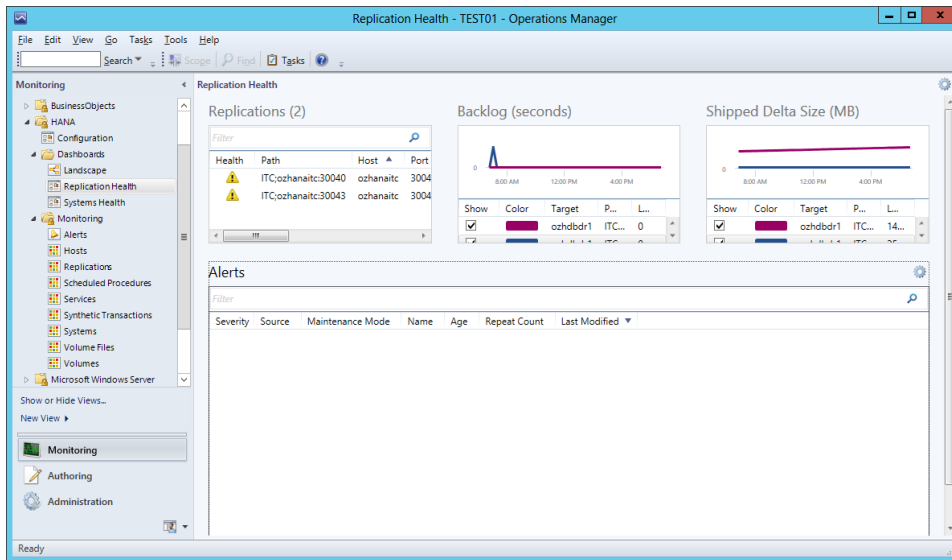 Replication Health - TEST01 - Operations Manager
File Edit View Go Tasks Tools Help
Search Scope Find Tasks
Monitoring
BusinessObjects
HANA
Configuration
Dashboards
Landscape
Replication Health
Systems Health
Monitoring
Alerts
Hosts
Replications
Scheduled Procedures
Services
Synthetic Transactions
Systems
Volume Files
Volumes
Microsoft Windows Server
Show or Hide Views...
New View
Monitoring
Authoring
Administration
Replication Health
Replications (2)
Filter
Health Path Host Port
ITC;ozhanaitc:30040 ozhanaitc 3004
ITC;ozhanaitc:30043 ozhanaitc 3004
Backlog (seconds)
0
8:00 AM 12:00 PM 4:00 PM
Show Color Target P... L...
ozhdbdr1 ITC... 0
Shipped Delta Size (MB)
0
8:00 AM 12:00 PM 4:00 PM
Show Color Target P... L...
ozhdbdr1 ITC... 14...
Alerts
Filter
Severity Source Maintenance Mode Name Age Repeat Count Last Modified
Ready